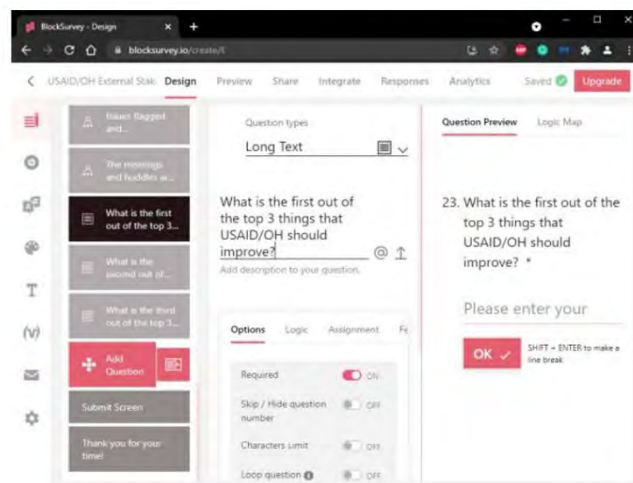 BlockSurvey - Design
blocksurvey.io/create/t
USAID/OH External Stak
Design
Preview
Share
Integrate
Responses
Analytics
Saved
Upgrade
Issues flagged
and...
The meetings
and huddles a...
What is the first
out of the top 3...
What is the
second out of...
What is the third
out of the top 3...
Add
Question
Submit Screen
Thank you for your
time!
Question types
Long Text
What is the first out of
the top 3 things that
USAID/OH should
improve?
@
Add description to your question.
Options
Logic
Assignment
Fe
Required
ON
Skip / Hide question
number
OFF
Characters Limit
OFF
Loop question
OFF
Question Preview
Logic Map
23. What is the first out of the
top 3 things that
USAID/OH should
improve? *
Please enter your
OK ✓
SHIFT + ENTER to make a
line break